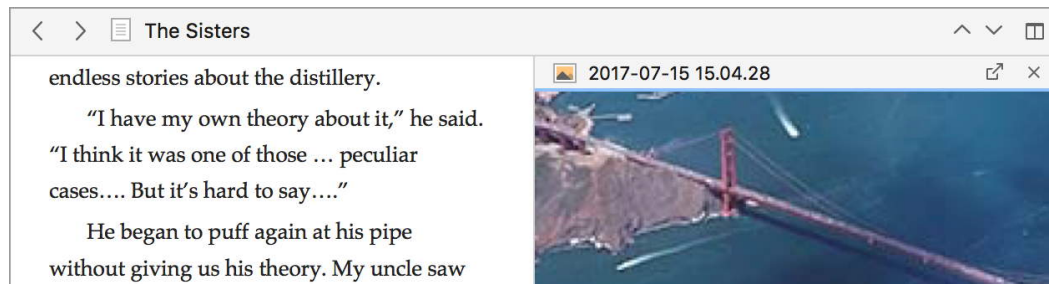 The Sisters
endless stories about the distillery.
“I have my own theory about it,” he said.
“I think it was one of those … peculiar
cases…. But it’s hard to say….”
He began to puff again at his pipe
without giving us his theory. My uncle saw
2017-07-15 15.04.28